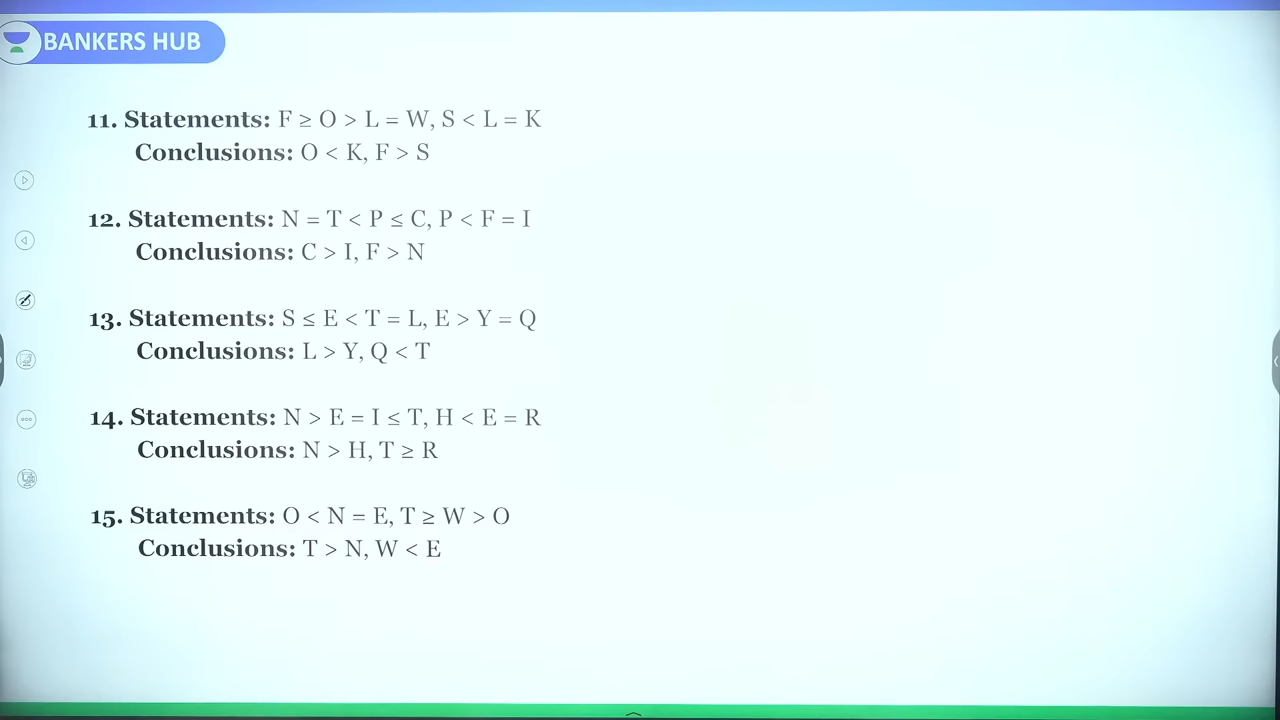 BANKERS HUB
11. Statements: F ≥ O > L = W, S < L = K
Conclusions: O < K, F > S
12. Statements: N = T < P ≤ C, P < F = I
Conclusions: C > I, F > N
13. Statements: S ≤ E < T = L, E > Y = Q
Conclusions: L > Y, Q < T
14. Statements: N > E = I ≤ T, H < E = R
Conclusions: N > H, T ≥ R
15. Statements: O < N = E, T ≥ W > O
Conclusions: T > N, W < E